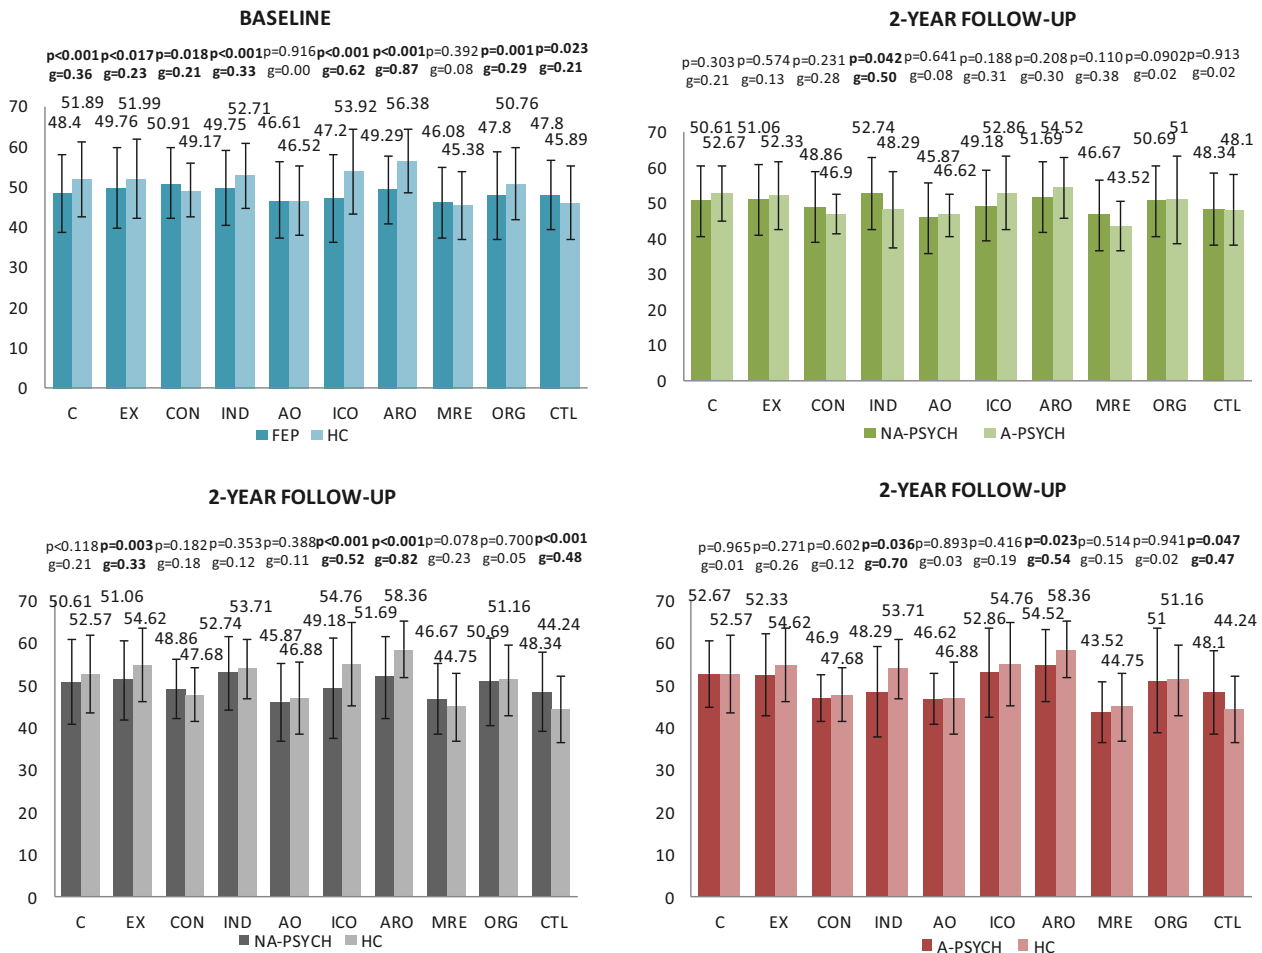 BASELINE
p<0.001 p<0.017 p=0.018 p<0.001 p=0.916 p<0.001 p<0.001 p=0.392 p=0.001 p=0.023
g=0.36 g=0.23 g=0.21 g=0.33 g=0.00 g=0.62 g=0.87 g=0.08 g=0.29 g=0.21
48.4 51.89 49.76 51.99 50.91 49.17 49.75 52.71 46.61 46.52 47.2 53.92 49.29 56.38 46.08 45.38 47.8 50.76 47.8 45.89
70
60
50
40
30
20
10
0
C EX CON IND AO ICO ARO MRE ORG CTL
FEP HC
2-YEAR FOLLOW-UP
p=0.303 p=0.574 p=0.231 p=0.042 p=0.641 p=0.188 p=0.208 p=0.110 p=0.0902 p=0.913
g=0.21 g=0.13 g=0.28 g=0.50 g=0.08 g=0.31 g=0.30 g=0.38 g=0.02 g=0.02
50.61 52.67 51.06 52.33 48.86 46.9 52.74 48.29 45.87 46.62 49.18 52.86 51.69 54.52 46.67 43.52 50.69 51 48.34 48.1
70
60
50
40
30
20
10
0
C EX CON IND AO ICO ARO MRE ORG CTL
NA-PSYCH A-PSYCH
2-YEAR FOLLOW-UP
p<0.118 p=0.003 p=0.182 p=0.353 p=0.388 p<0.001 p<0.001 p=0.078 p=0.700 p<0.001
g=0.21 g=0.33 g=0.18 g=0.12 g=0.11 g=0.52 g=0.82 g=0.23 g=0.05 g=0.48
50.61 52.57 51.06 54.62 48.86 47.68 52.74 53.71 45.87 46.88 49.18 54.76 51.69 58.36 46.67 44.75 50.69 51.16 48.34 44.24
70
60
50
40
30
20
10
0
C EX CON IND AO ICO ARO MRE ORG CTL
NA-PSYCH HC
2-YEAR FOLLOW-UP
p=0.965 p=0.271 p=0.602 p=0.036 p=0.893 p=0.416 p=0.023 p=0.514 p=0.941 p=0.047
g=0.01 g=0.26 g=0.12 g=0.70 g=0.03 g=0.19 g=0.54 g=0.15 g=0.02 g=0.47
52.67 52.57 52.33 54.62 46.9 47.68 48.29 53.71 46.62 46.88 52.86 54.76 54.52 58.36 43.52 44.75 51 51.16 48.1 44.24
70
60
50
40
30
20
10
0
C EX CON IND AO ICO ARO MRE ORG CTL
A-PSYCH HC